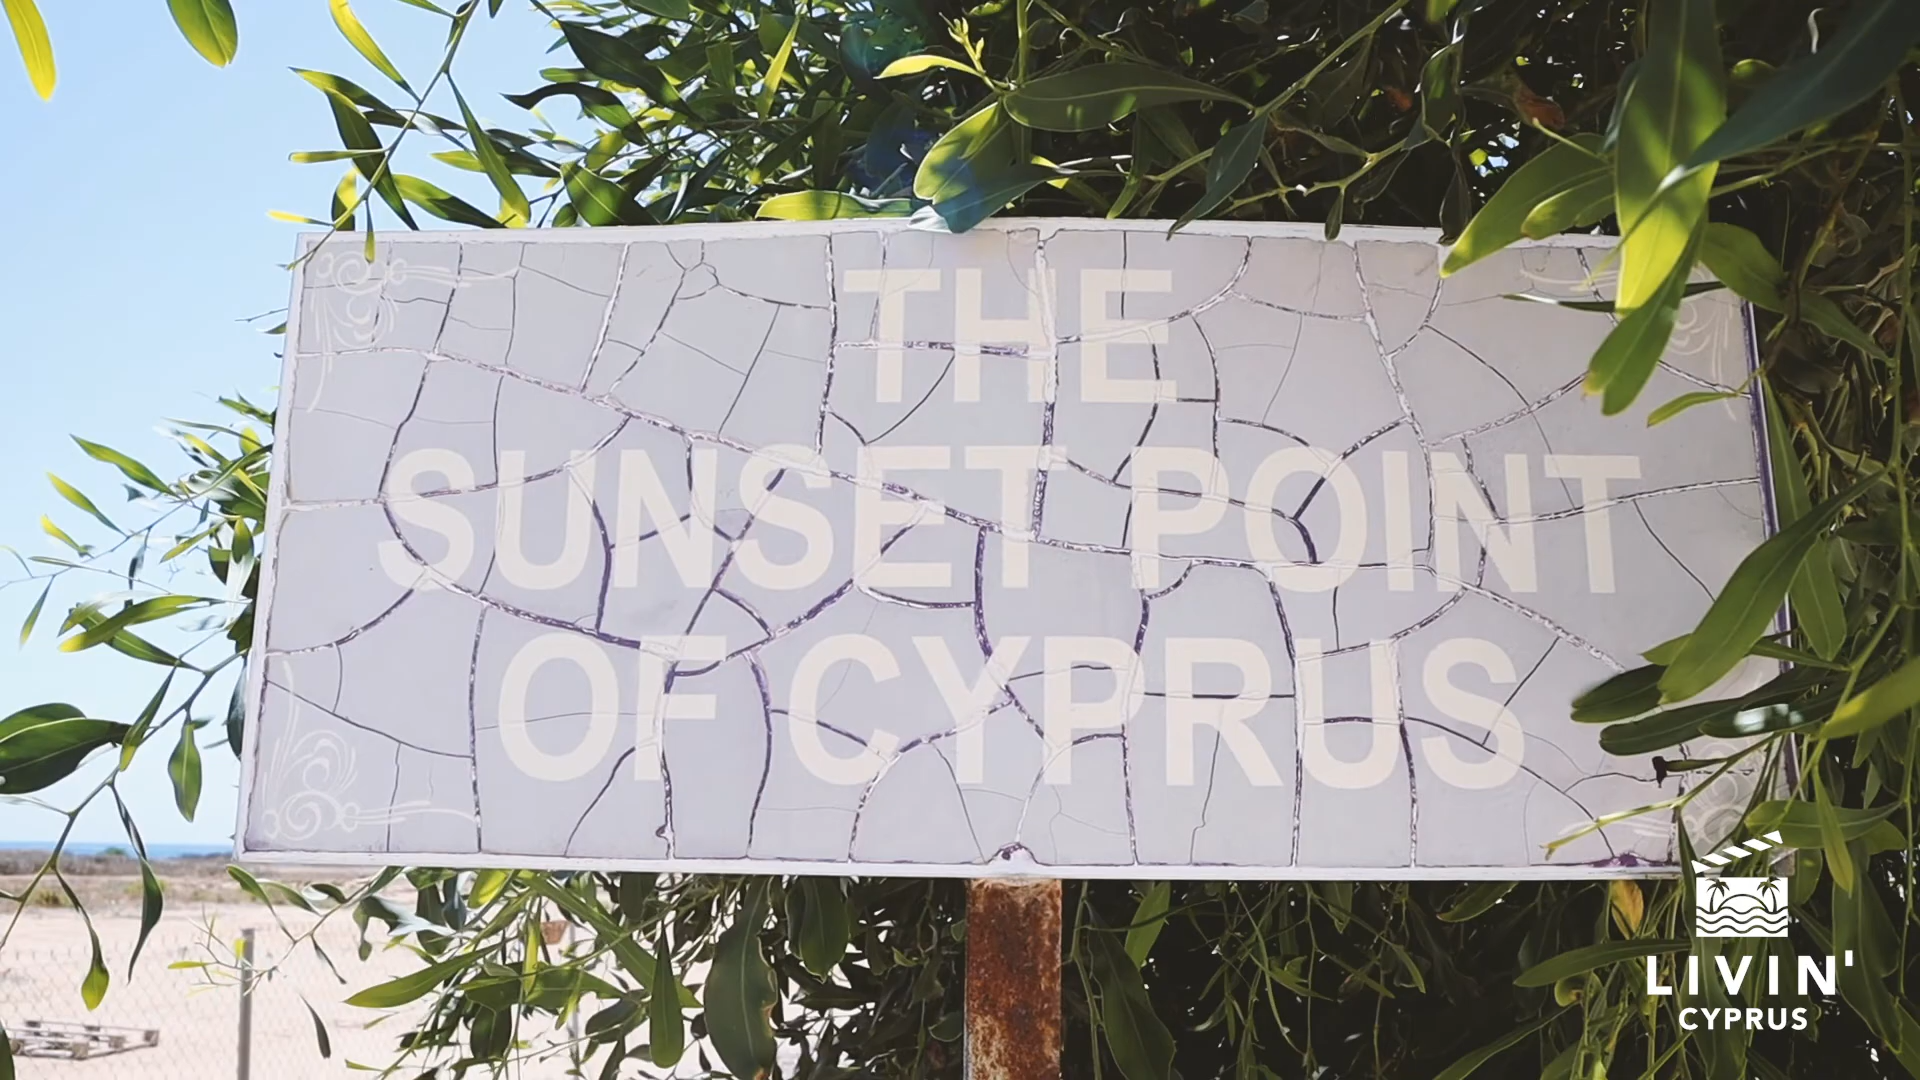 THE
SUNSET POINT
OF CYPRUS
LIVIN'
CYPRUS